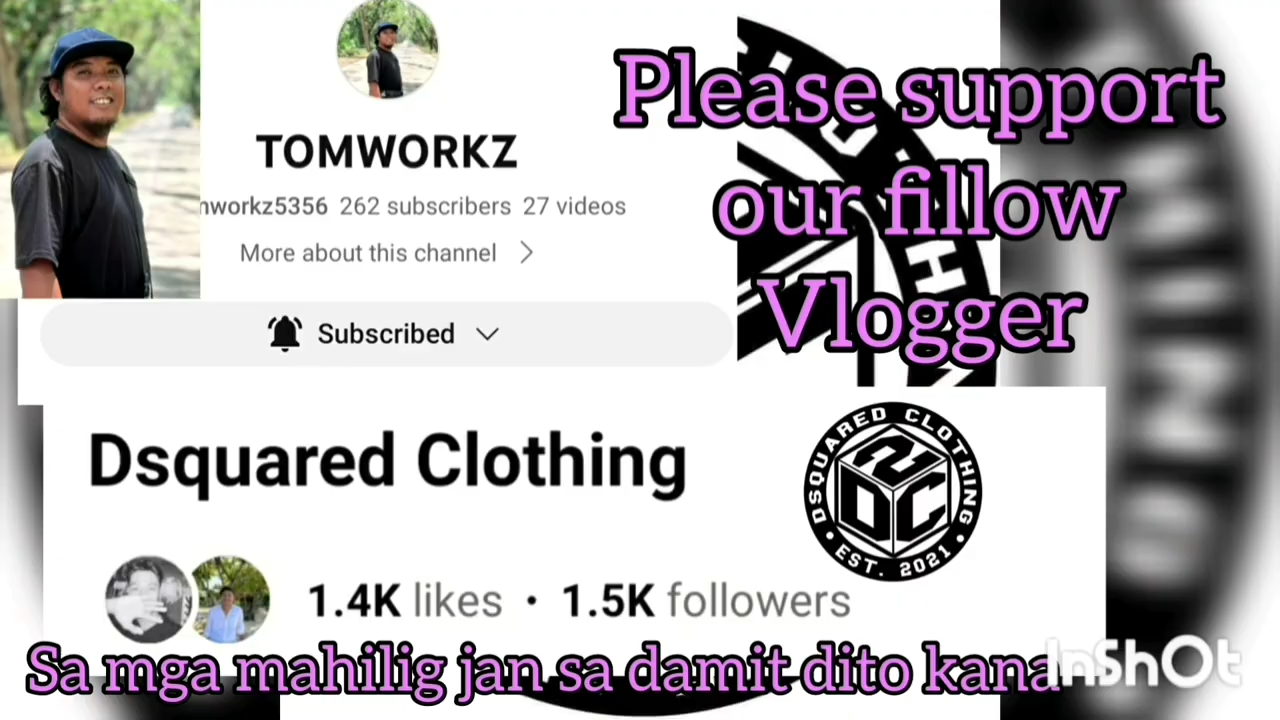 TOMWORKZ
nworkz5356 262 subscribers 27 videos
More about this channel
Subscribed
Please support
our fillow
Vlogger
Dsquared Clothing
DSQUARED CLOTHING
2
DC
EST. 2021
1.4K likes • 1.5K followers
Sa mga mahilig jan sa damit dito kana
InShOt